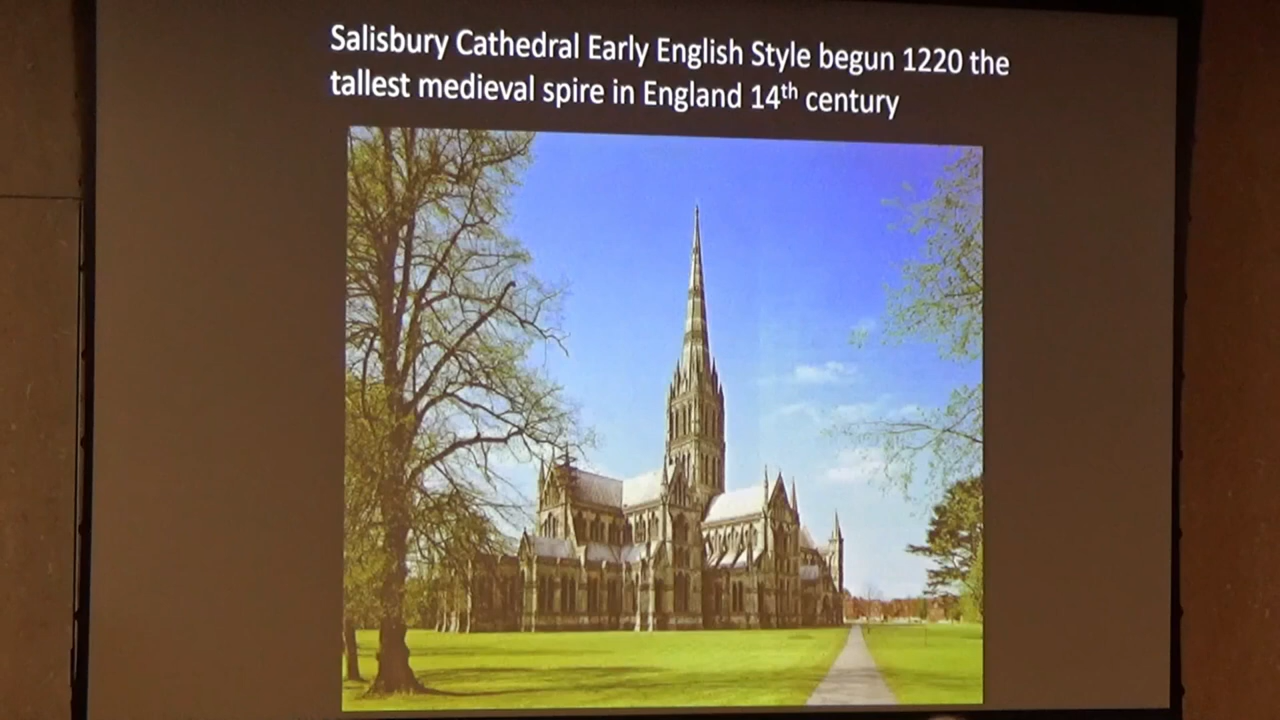 Salisbury Cathedral Early English Style begun 1220 the
tallest medieval spire in England 14th century